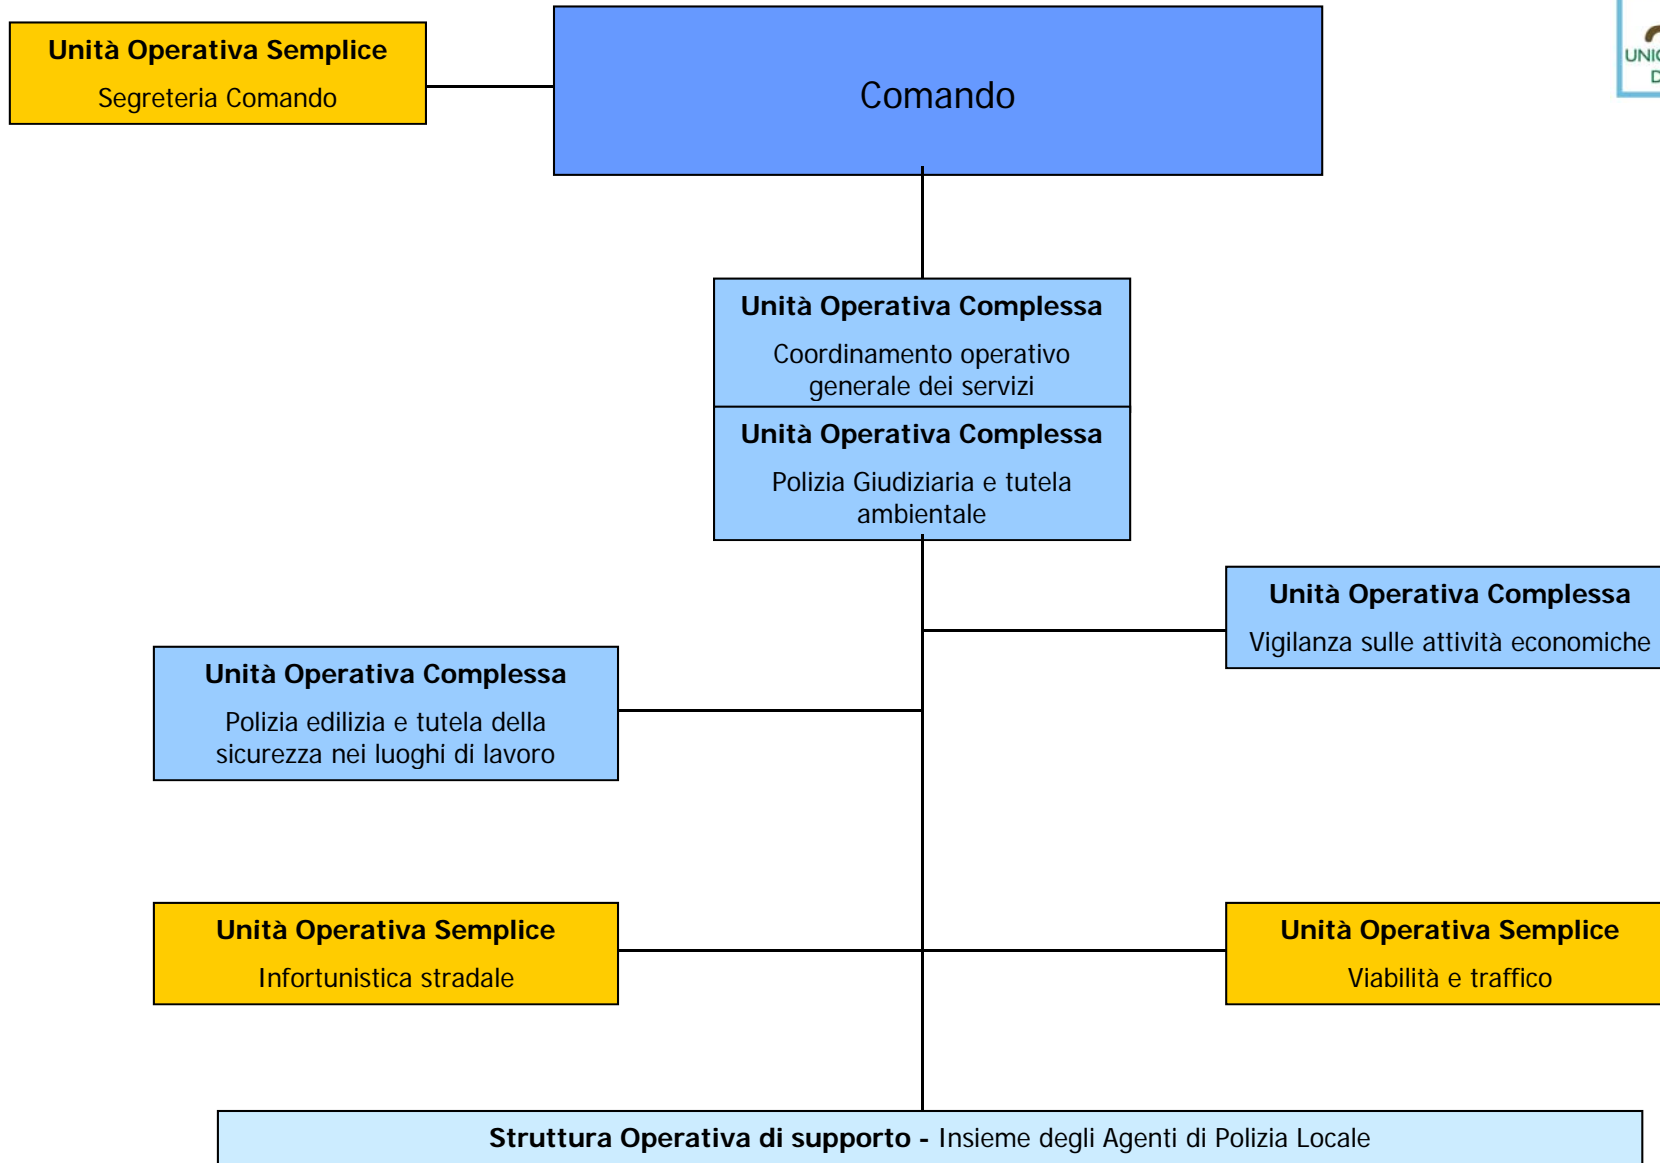 Unità Operativa Semplice
Segreteria Comando
Comando
Unità Operativa Complessa
Coordinamento operativo
generale dei servizi
Unità Operativa Complessa
Polizia Giudiziaria e tutela
ambientale
Unità Operativa Complessa
Vigilanza sulle attività economiche
Unità Operativa Complessa
Polizia edilizia e tutela della
sicurezza nei luoghi di lavoro
Unità Operativa Semplice
Infortunistica stradale
Unità Operativa Semplice
Viabilità e traffico
Struttura Operativa di supporto - Insieme degli Agenti di Polizia Locale